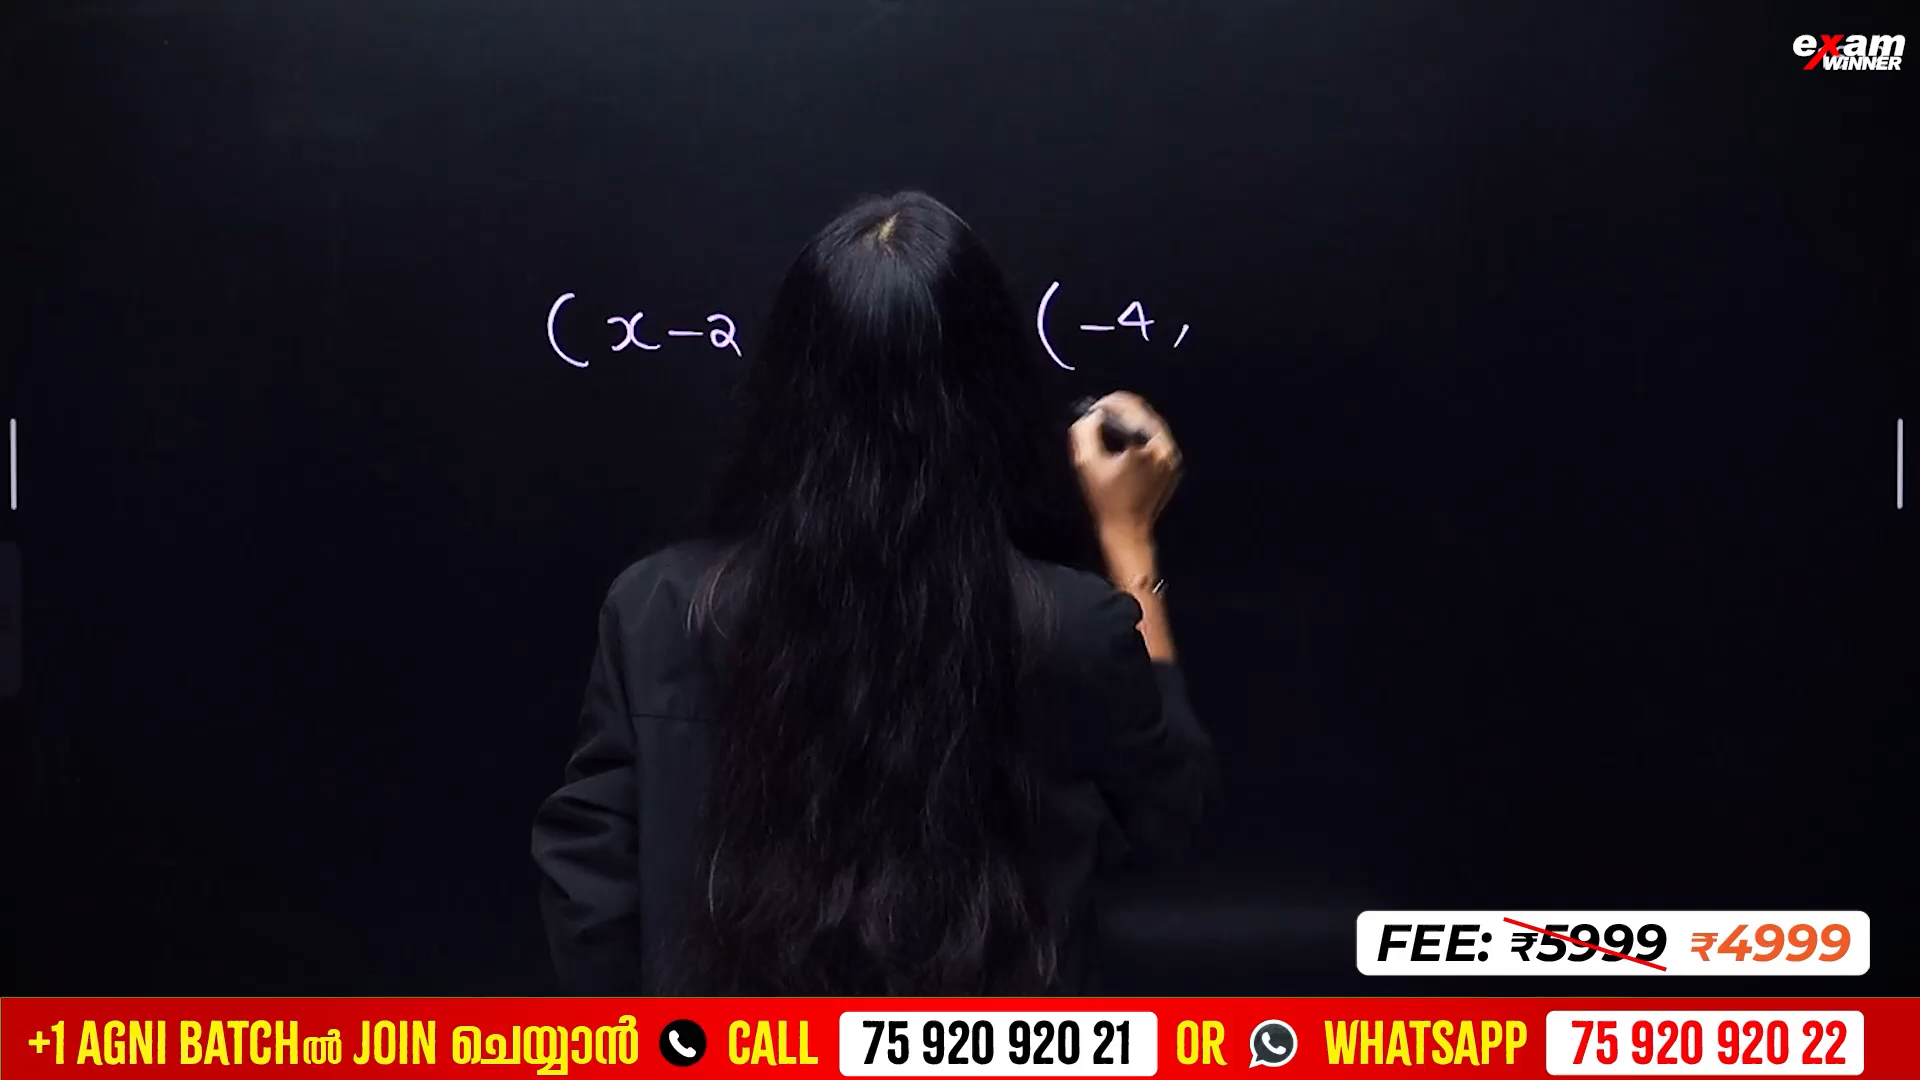 exam
WINNER
(x-2 (-4,
FEE: ₹5999 ₹4999
+1 AGNI BATCHൽ JOIN ചെയ്യാൻ CALL 75 920 920 21 OR WHATSAPP 75 920 920 22